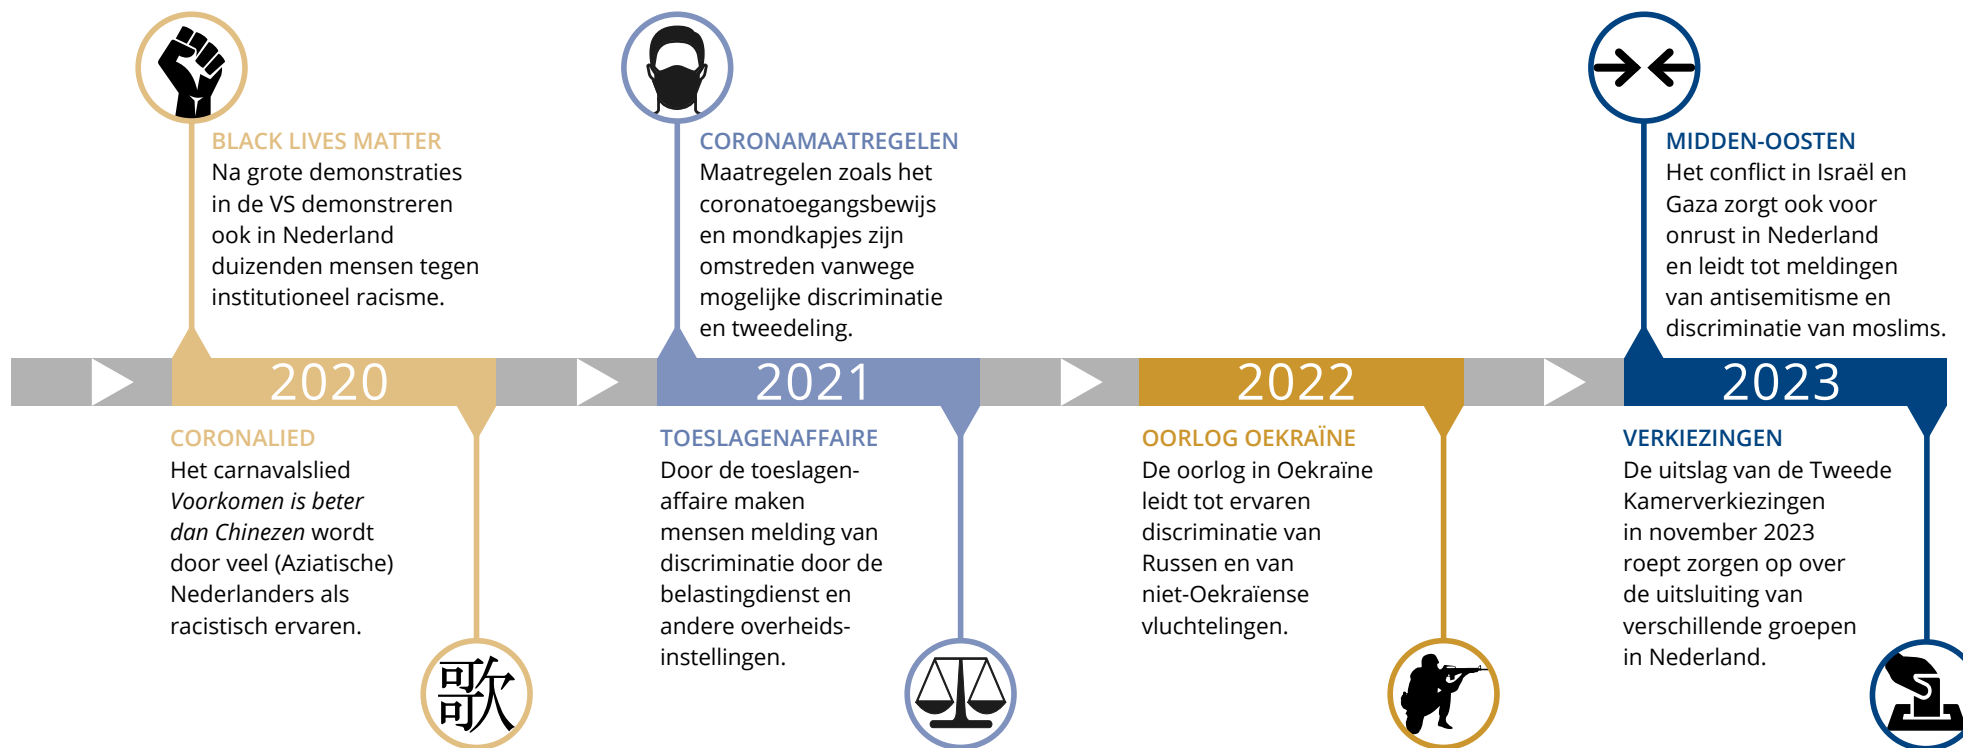 BLACK LIVES MATTER
Na grote demonstraties
in de VS demonstreren
ook in Nederland
duizenden mensen tegen
institutioneel racisme.
CORONAMAATREGELEN
Maatregelen zoals het
coronatoegangsbewijs
en mondkapjes zijn
omstreden vanwege
mogelijke discriminatie
en tweedeling.
MIDDEN-OOSTEN
Het conflict in Israël en
Gaza zorgt ook voor
onrust in Nederland
en leidt tot meldingen
van antisemitisme en
discriminatie van moslims.
2020
2021
2022
2023
CORONALIED
Het carnavalslied
Voorkomen is beter
dan Chinezen wordt
door veel (Aziatische)
Nederlanders als
racistisch ervaren.
歌
TOESLAGENAFFAIRE
Door de toeslagen-
affaire maken
mensen melding van
discriminatie door de
belastingdienst en
andere overheids-
instellingen.
OORLOG OEKRAÏNE
De oorlog in Oekraïne
leidt tot ervaren
discriminatie van
Russen en van
niet-Oekraïense
vluchtelingen.
VERKIEZINGEN
De uitslag van de Tweede
Kamerverkiezingen
in november 2023
roept zorgen op over
de uitsluiting van
verschillende groepen
in Nederland.